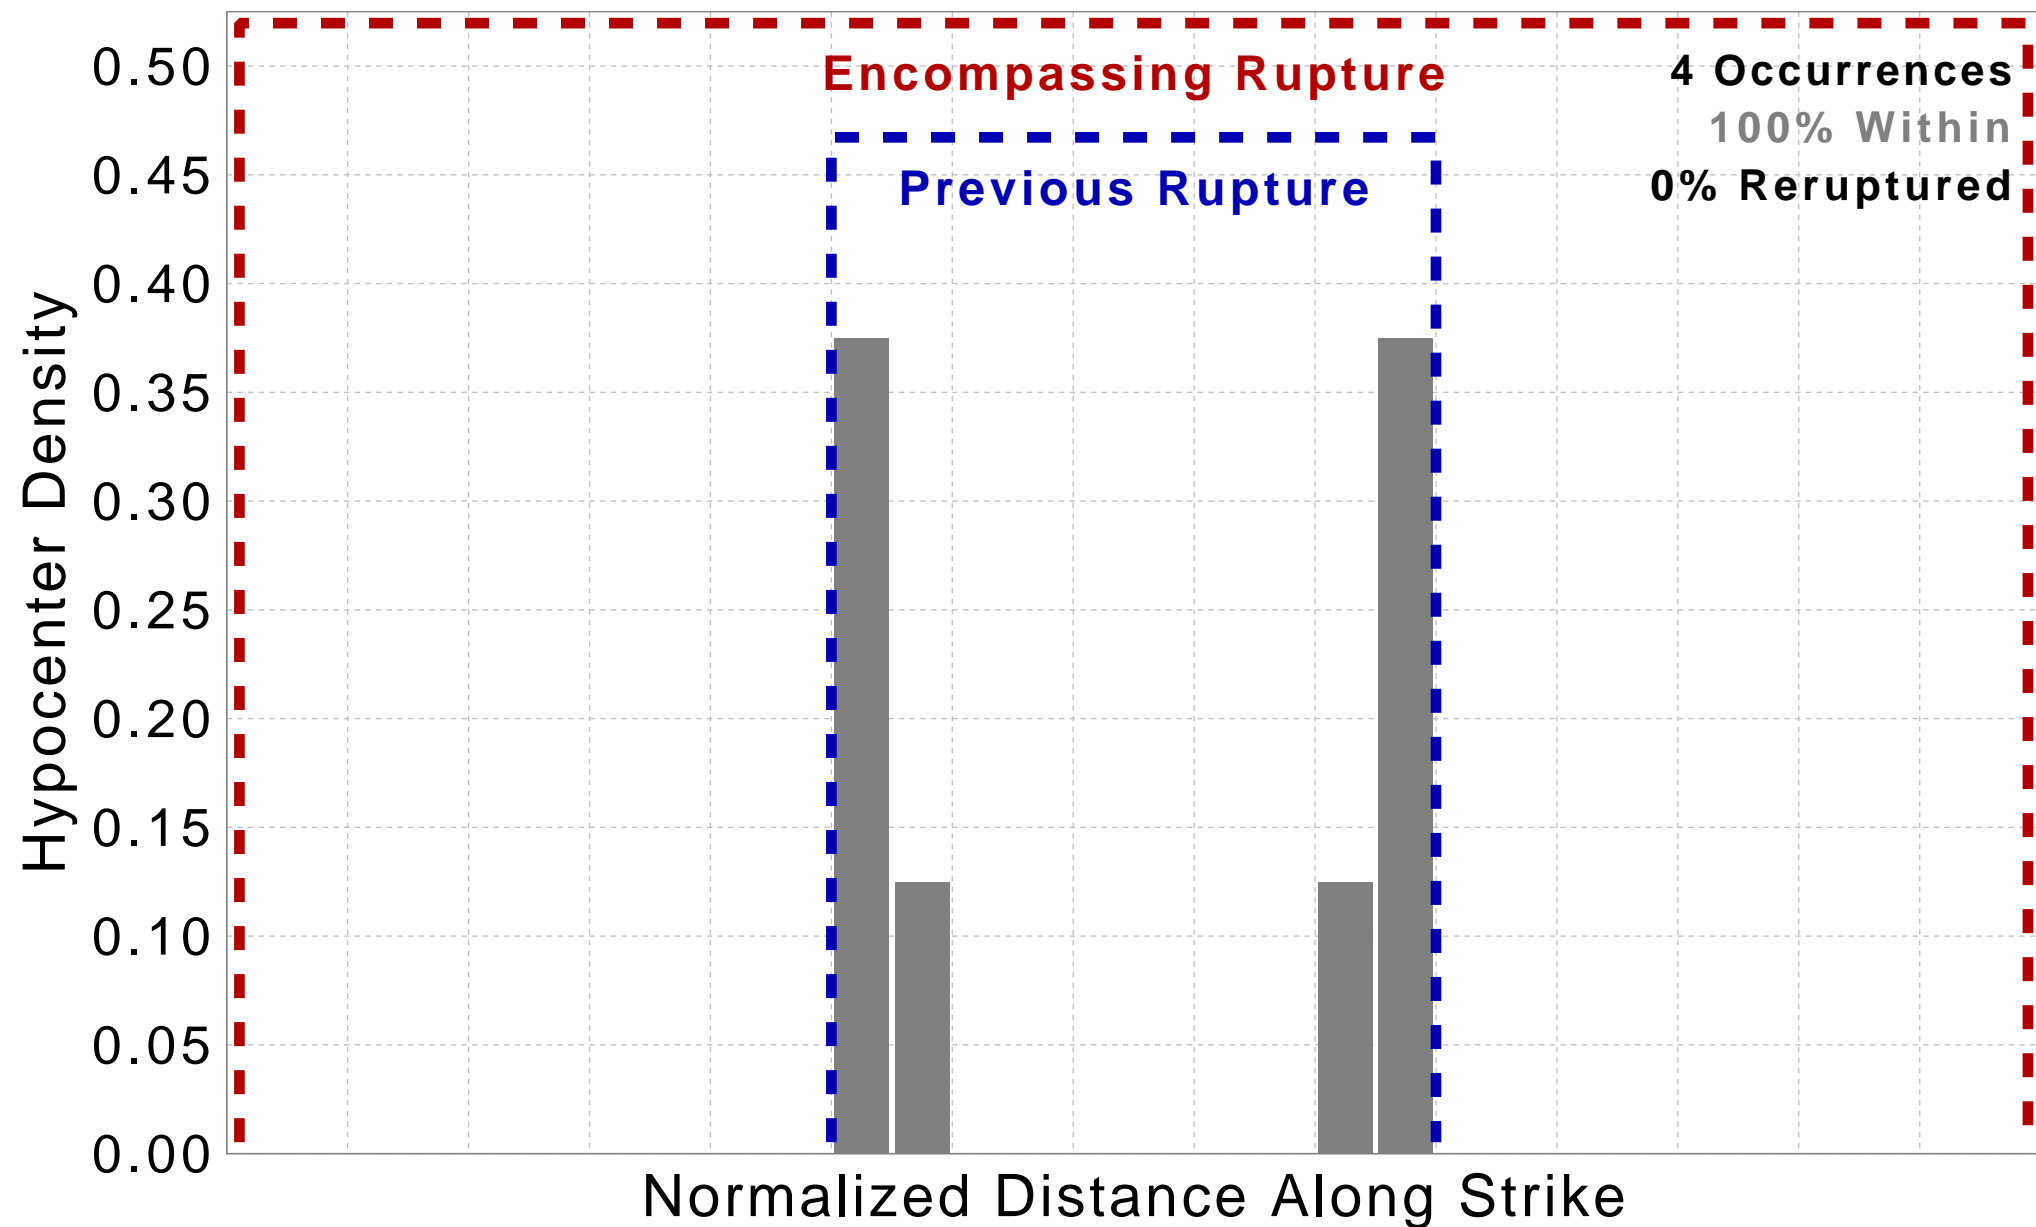 Encompassing Rupture
4 Occurrences
100% Within
Previous Rupture
0% Reruptured
Hypocenter Density
0.50
0.45
0.40
0.35
0.30
0.25
0.20
0.15
0.10
0.05
0.00
Normalized Distance Along Strike